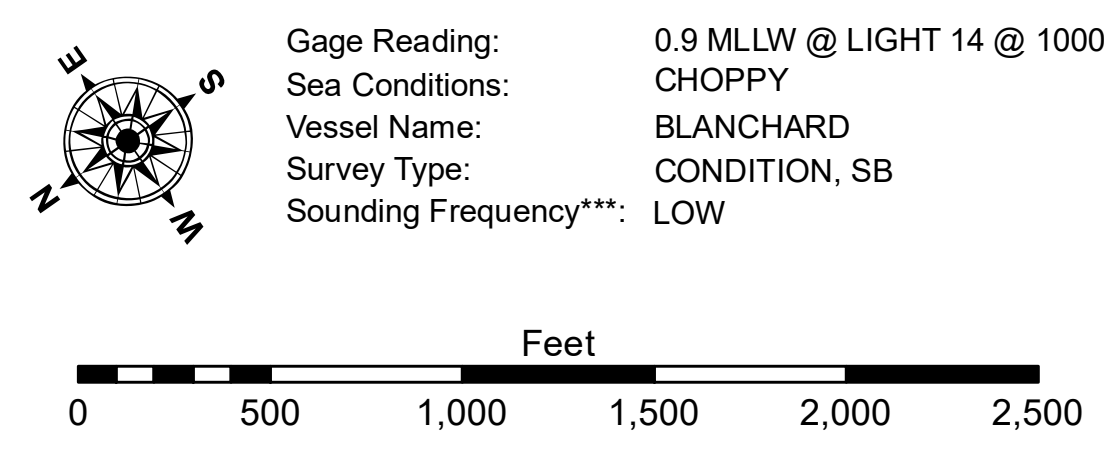 E
S
N
W
Gage Reading: 0.9 MLLW @ LIGHT 14 @ 1000
Sea Conditions: CHOPPY
Vessel Name: BLANCHARD
Survey Type: CONDITION, SB
Sounding Frequency***: LOW
Feet
0 500 1,000 1,500 2,000 2,500